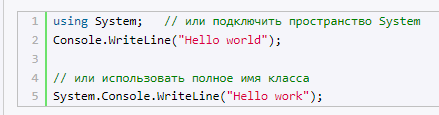 1 using System;   // или подключить пространство System
2 Console.WriteLine("Hello world");
3
4 // или использовать полное имя класса
5 System.Console.WriteLine("Hello work");